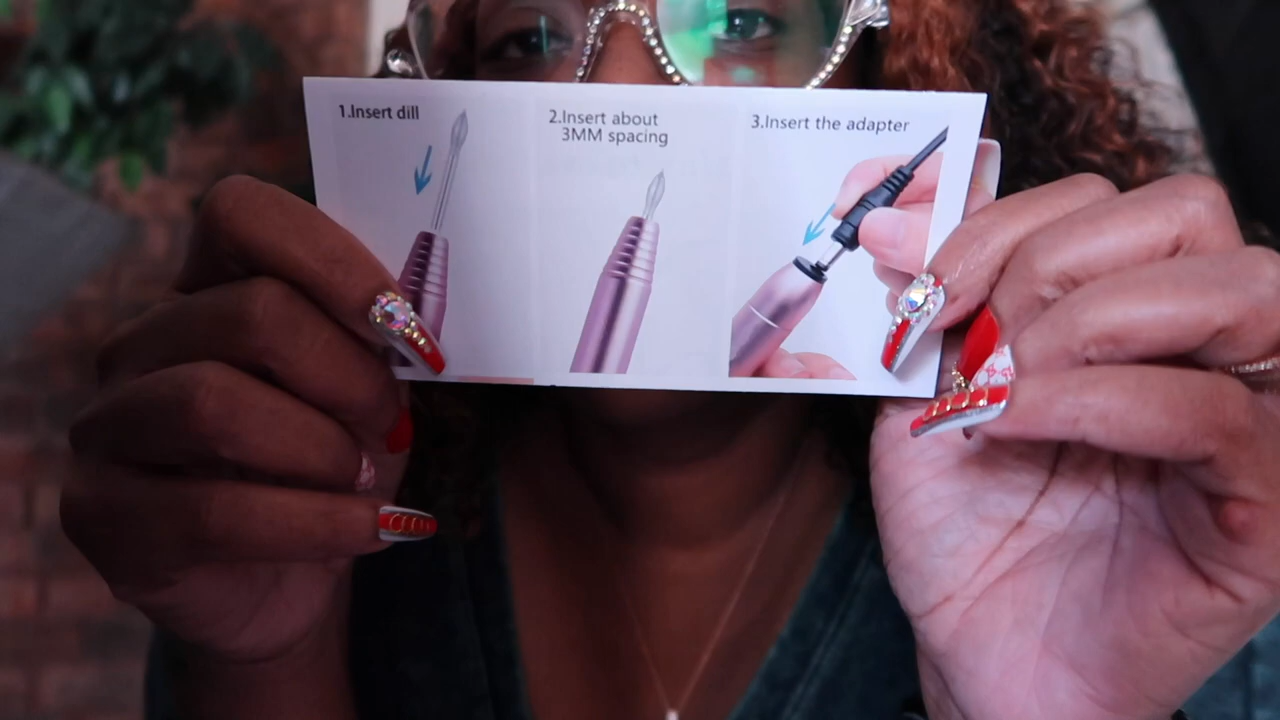 1.Insert dill
2.Insert about
3MM spacing
3.Insert the adapter